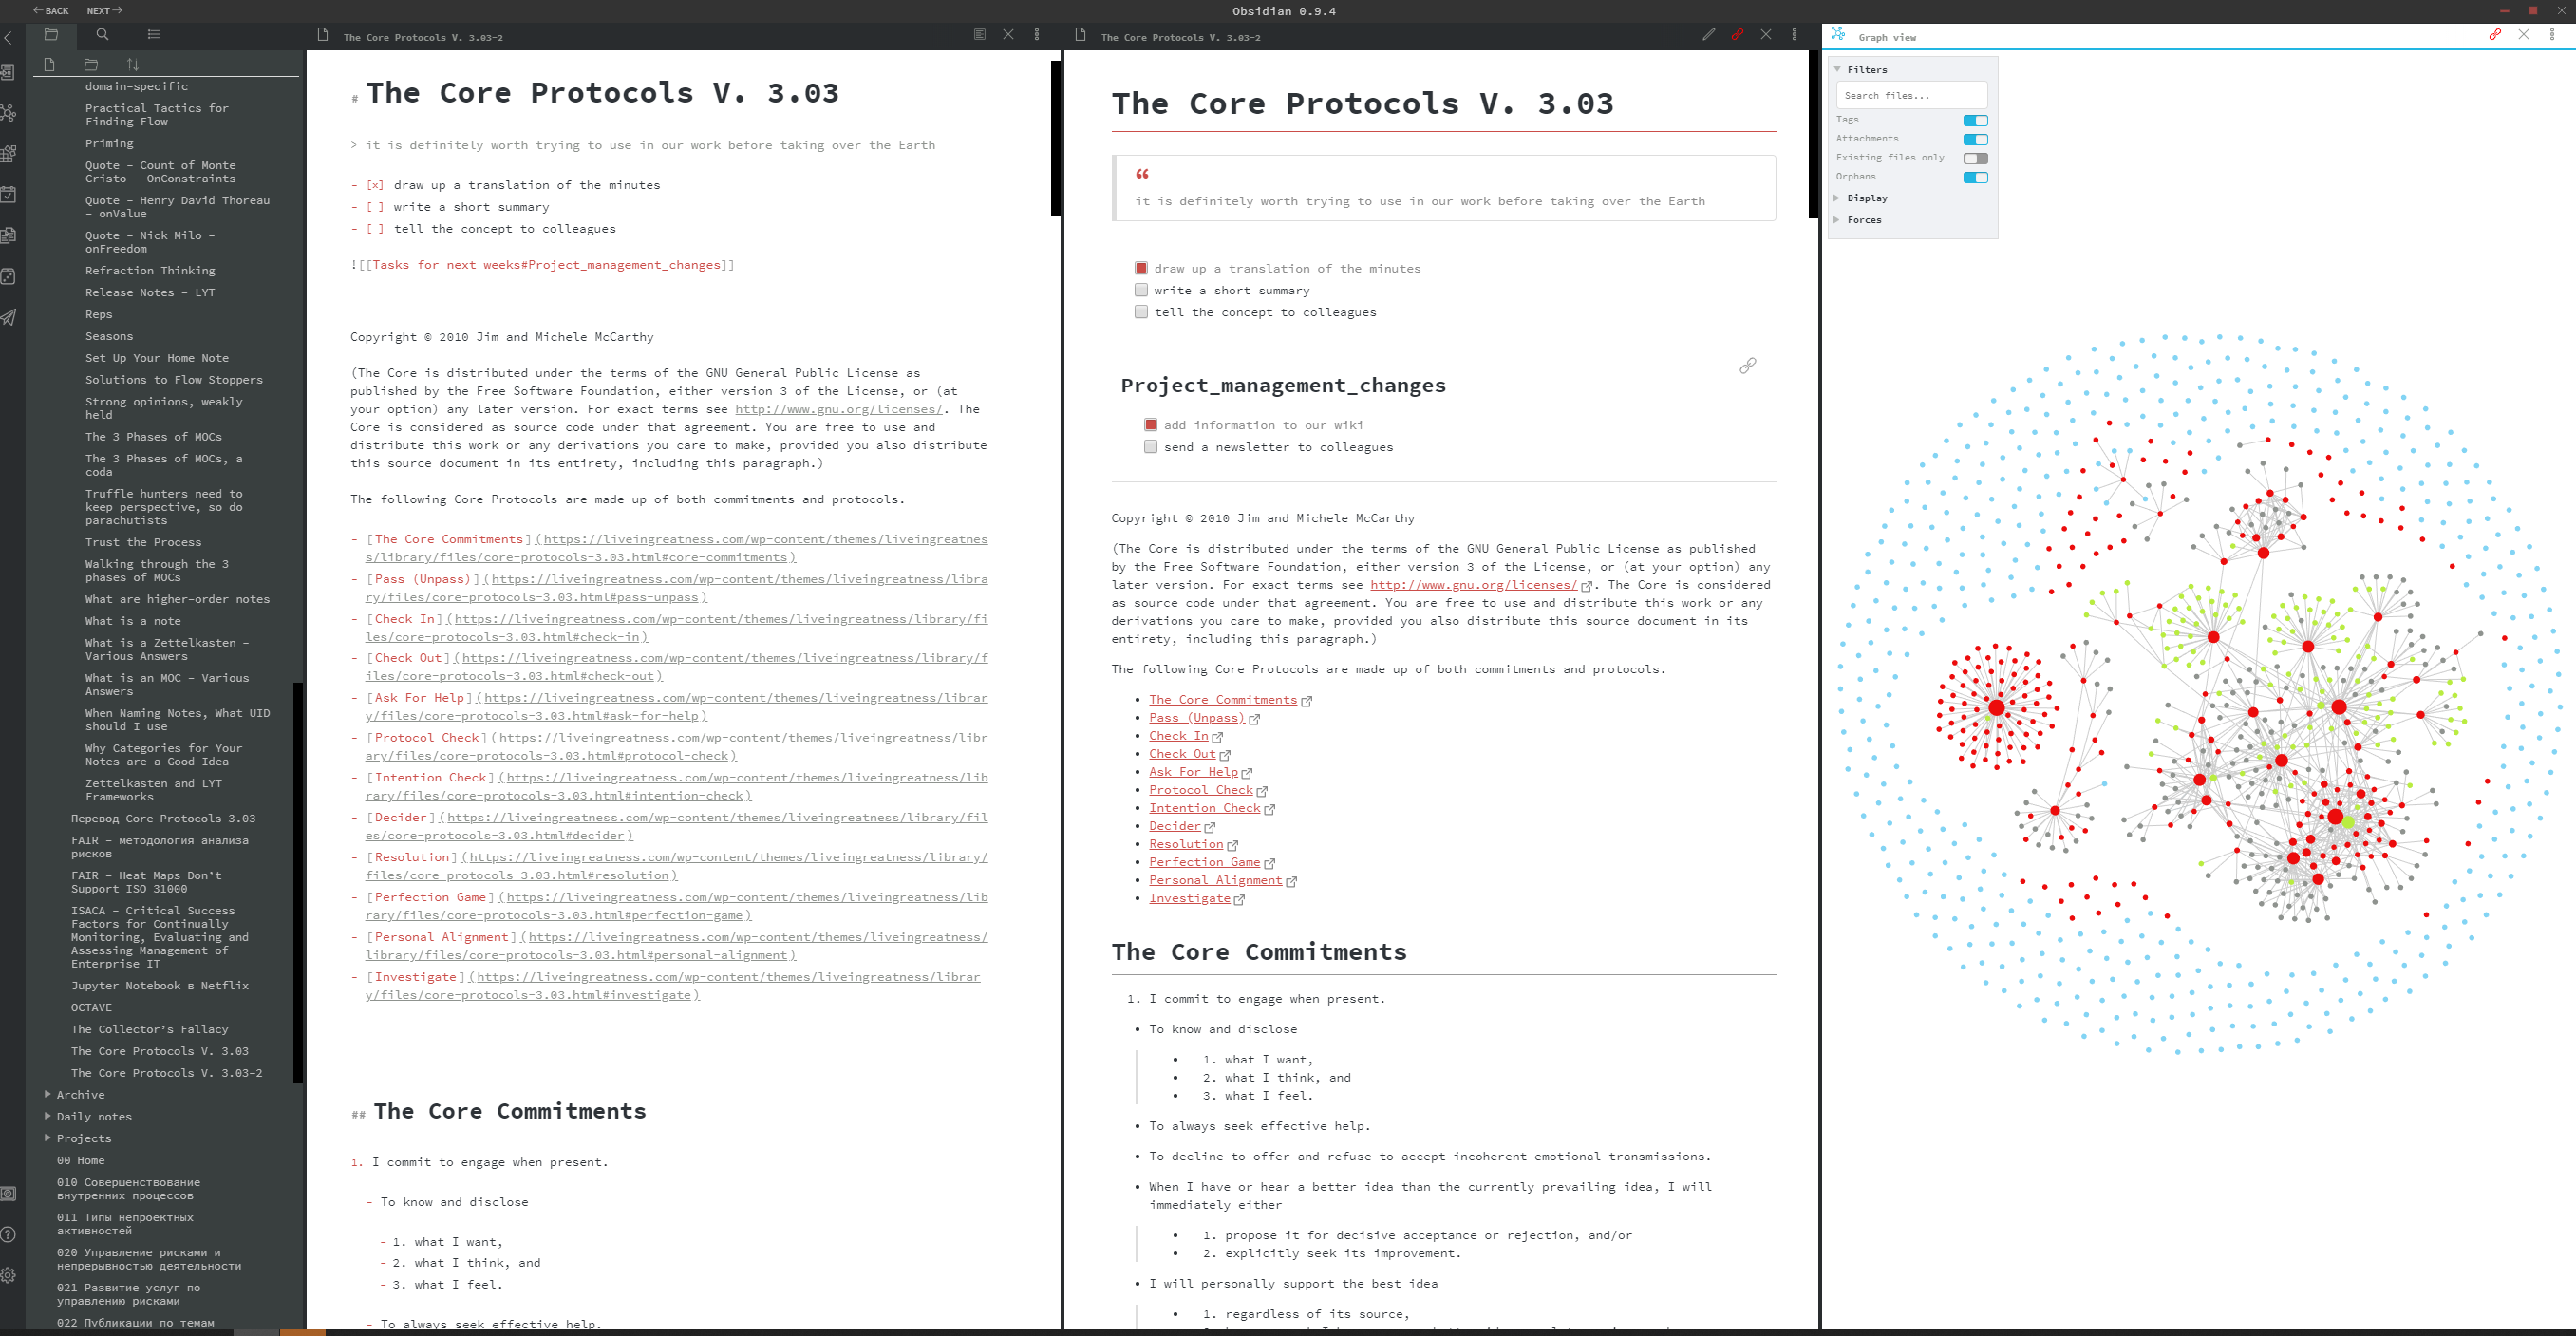 BACK
NEXT
Obsidian 0.9.4
domain-specific
Practical Tactics for
Finding Flow
Priming
Quote - Count of Monte
Cristo - OnConstraints
Quote - Henry David Thoreau
- onValue
Quote - Nick Milo -
onFreedom
Refraction Thinking
Release Notes - LYT
Reps
Seasons
Set Up Your Home Note
Solutions to Flow Stoppers
Strong opinions, weakly
held
The 3 Phases of MOCs
The 3 Phases of MOCs, a
coda
Truffle hunters need to
keep perspective, so do
parachutists
Trust the Process
Walking through the 3
phases of MOCs
What are higher-order notes
What is a note
What is a Zettelkasten -
Various Answers
What is an MOC - Various
Answers
When Naming Notes, What UID
should I use
Why Categories for Your
Notes are a Good Idea
Zettelkasten and LYT
Frameworks
Перевод Core Protocols 3.03
FAIR - методология анализа
рисков
FAIR - Heat Maps Don't
Support ISO 31000
ISACA - Critical Success
Factors for Continually
Monitoring, Evaluating and
Assessing Management of
Enterprise IT
Jupyter Notebook в Netflix
OCTAVE
The Collector's Fallacy
The Core Protocols V. 3.03
The Core Protocols V. 3.03-2
Archive
Daily notes
Projects
00 Home
010 Совершенствование
внутренних процессов
011 Типы непроектных
активностей
020 Управление рисками и
непрерывностью деятельности
021 Развитие услуг по
управлению рисками
022 Публикации по темам
The Core Protocols V. 3.03-2
# The Core Protocols V. 3.03
> it is definitely worth trying to use in our work before taking over the Earth
- [x] draw up a translation of the minutes
- [ ] write a short summary
- [ ] tell the concept to colleagues
![[Tasks for next weeks#Project_management_changes]]
Copyright © 2010 Jim and Michele McCarthy
(The Core is distributed under the terms of the GNU General Public License as
published by the Free Software Foundation, either version 3 of the License, or (at
your option) any later version. For exact terms see http://www.gnu.org/licenses/. The
Core is considered as source code under that agreement. You are free to use and
distribute this work or any derivations you care to make, provided you also distribute
this source document in its entirety, including this paragraph.)
The following Core Protocols are made up of both commitments and protocols.
- [The Core Commitments](https://liveingreatness.com/wp-content/themes/liveingreatnes
s/library/files/core-protocols-3.03.html#core-commitments)
- [Pass (Unpass)](https://liveingreatness.com/wp-content/themes/liveingreatness/libra
ry/files/core-protocols-3.03.html#pass-unpass)
- [Check In](https://liveingreatness.com/wp-content/themes/liveingreatness/library/fi
les/core-protocols-3.03.html#check-in)
- [Check Out](https://liveingreatness.com/wp-content/themes/liveingreatness/library/f
iles/core-protocols-3.03.html#check-out)
- [Ask For Help](https://liveingreatness.com/wp-content/themes/liveingreatness/librar
y/files/core-protocols-3.03.html#ask-for-help)
- [Protocol Check](https://liveingreatness.com/wp-content/themes/liveingreatness/libr
ary/files/core-protocols-3.03.html#protocol-check)
- [Intention Check](https://liveingreatness.com/wp-content/themes/liveingreatness/lib
rary/files/core-protocols-3.03.html#intention-check)
- [Decider](https://liveingreatness.com/wp-content/themes/liveingreatness/library/fil
es/core-protocols-3.03.html#decider)
- [Resolution](https://liveingreatness.com/wp-content/themes/liveingreatness/library/
files/core-protocols-3.03.html#resolution)
- [Perfection Game](https://liveingreatness.com/wp-content/themes/liveingreatness/lib
rary/files/core-protocols-3.03.html#perfection-game)
- [Personal Alignment](https://liveingreatness.com/wp-content/themes/liveingreatness/
library/files/core-protocols-3.03.html#personal-alignment)
- [Investigate](https://liveingreatness.com/wp-content/themes/liveingreatness/librar
y/files/core-protocols-3.03.html#investigate)
## The Core Commitments
1. I commit to engage when present.
- To know and disclose
- 1. what I want,
- 2. what I think, and
- 3. what I feel.
- To always seek effective help.
The Core Protocols V. 3.03-2
The Core Protocols V. 3.03
“
it is definitely worth trying to use in our work before taking over the Earth
draw up a translation of the minutes
write a short summary
tell the concept to colleagues
Project_management_changes
add information to our wiki
send a newsletter to colleagues
Copyright © 2010 Jim and Michele McCarthy
(The Core is distributed under the terms of the GNU General Public License as published
by the Free Software Foundation, either version 3 of the License, or (at your option) any
later version. For exact terms see http://www.gnu.org/licenses/. The Core is considered
as source code under that agreement. You are free to use and distribute this work or any
derivations you care to make, provided you also distribute this source document in its
entirety, including this paragraph.)
The following Core Protocols are made up of both commitments and protocols.
• The Core Commitments
• Pass (Unpass)
• Check In
• Check Out
• Ask For Help
• Protocol Check
• Intention Check
• Decider
• Resolution
• Perfection Game
• Personal Alignment
• Investigate
The Core Commitments
1. I commit to engage when present.
• To know and disclose
• 1. what I want,
• 2. what I think, and
• 3. what I feel.
• To always seek effective help.
• To decline to offer and refuse to accept incoherent emotional transmissions.
• When I have or hear a better idea than the currently prevailing idea, I will
immediately either
• 1. propose it for decisive acceptance or rejection, and/or
• 2. explicitly seek its improvement.
• I will personally support the best idea
• 1. regardless of its source,
Graph view
Filters
Search files...
Tags
Attachments
Existing files only
Orphans
Display
Forces